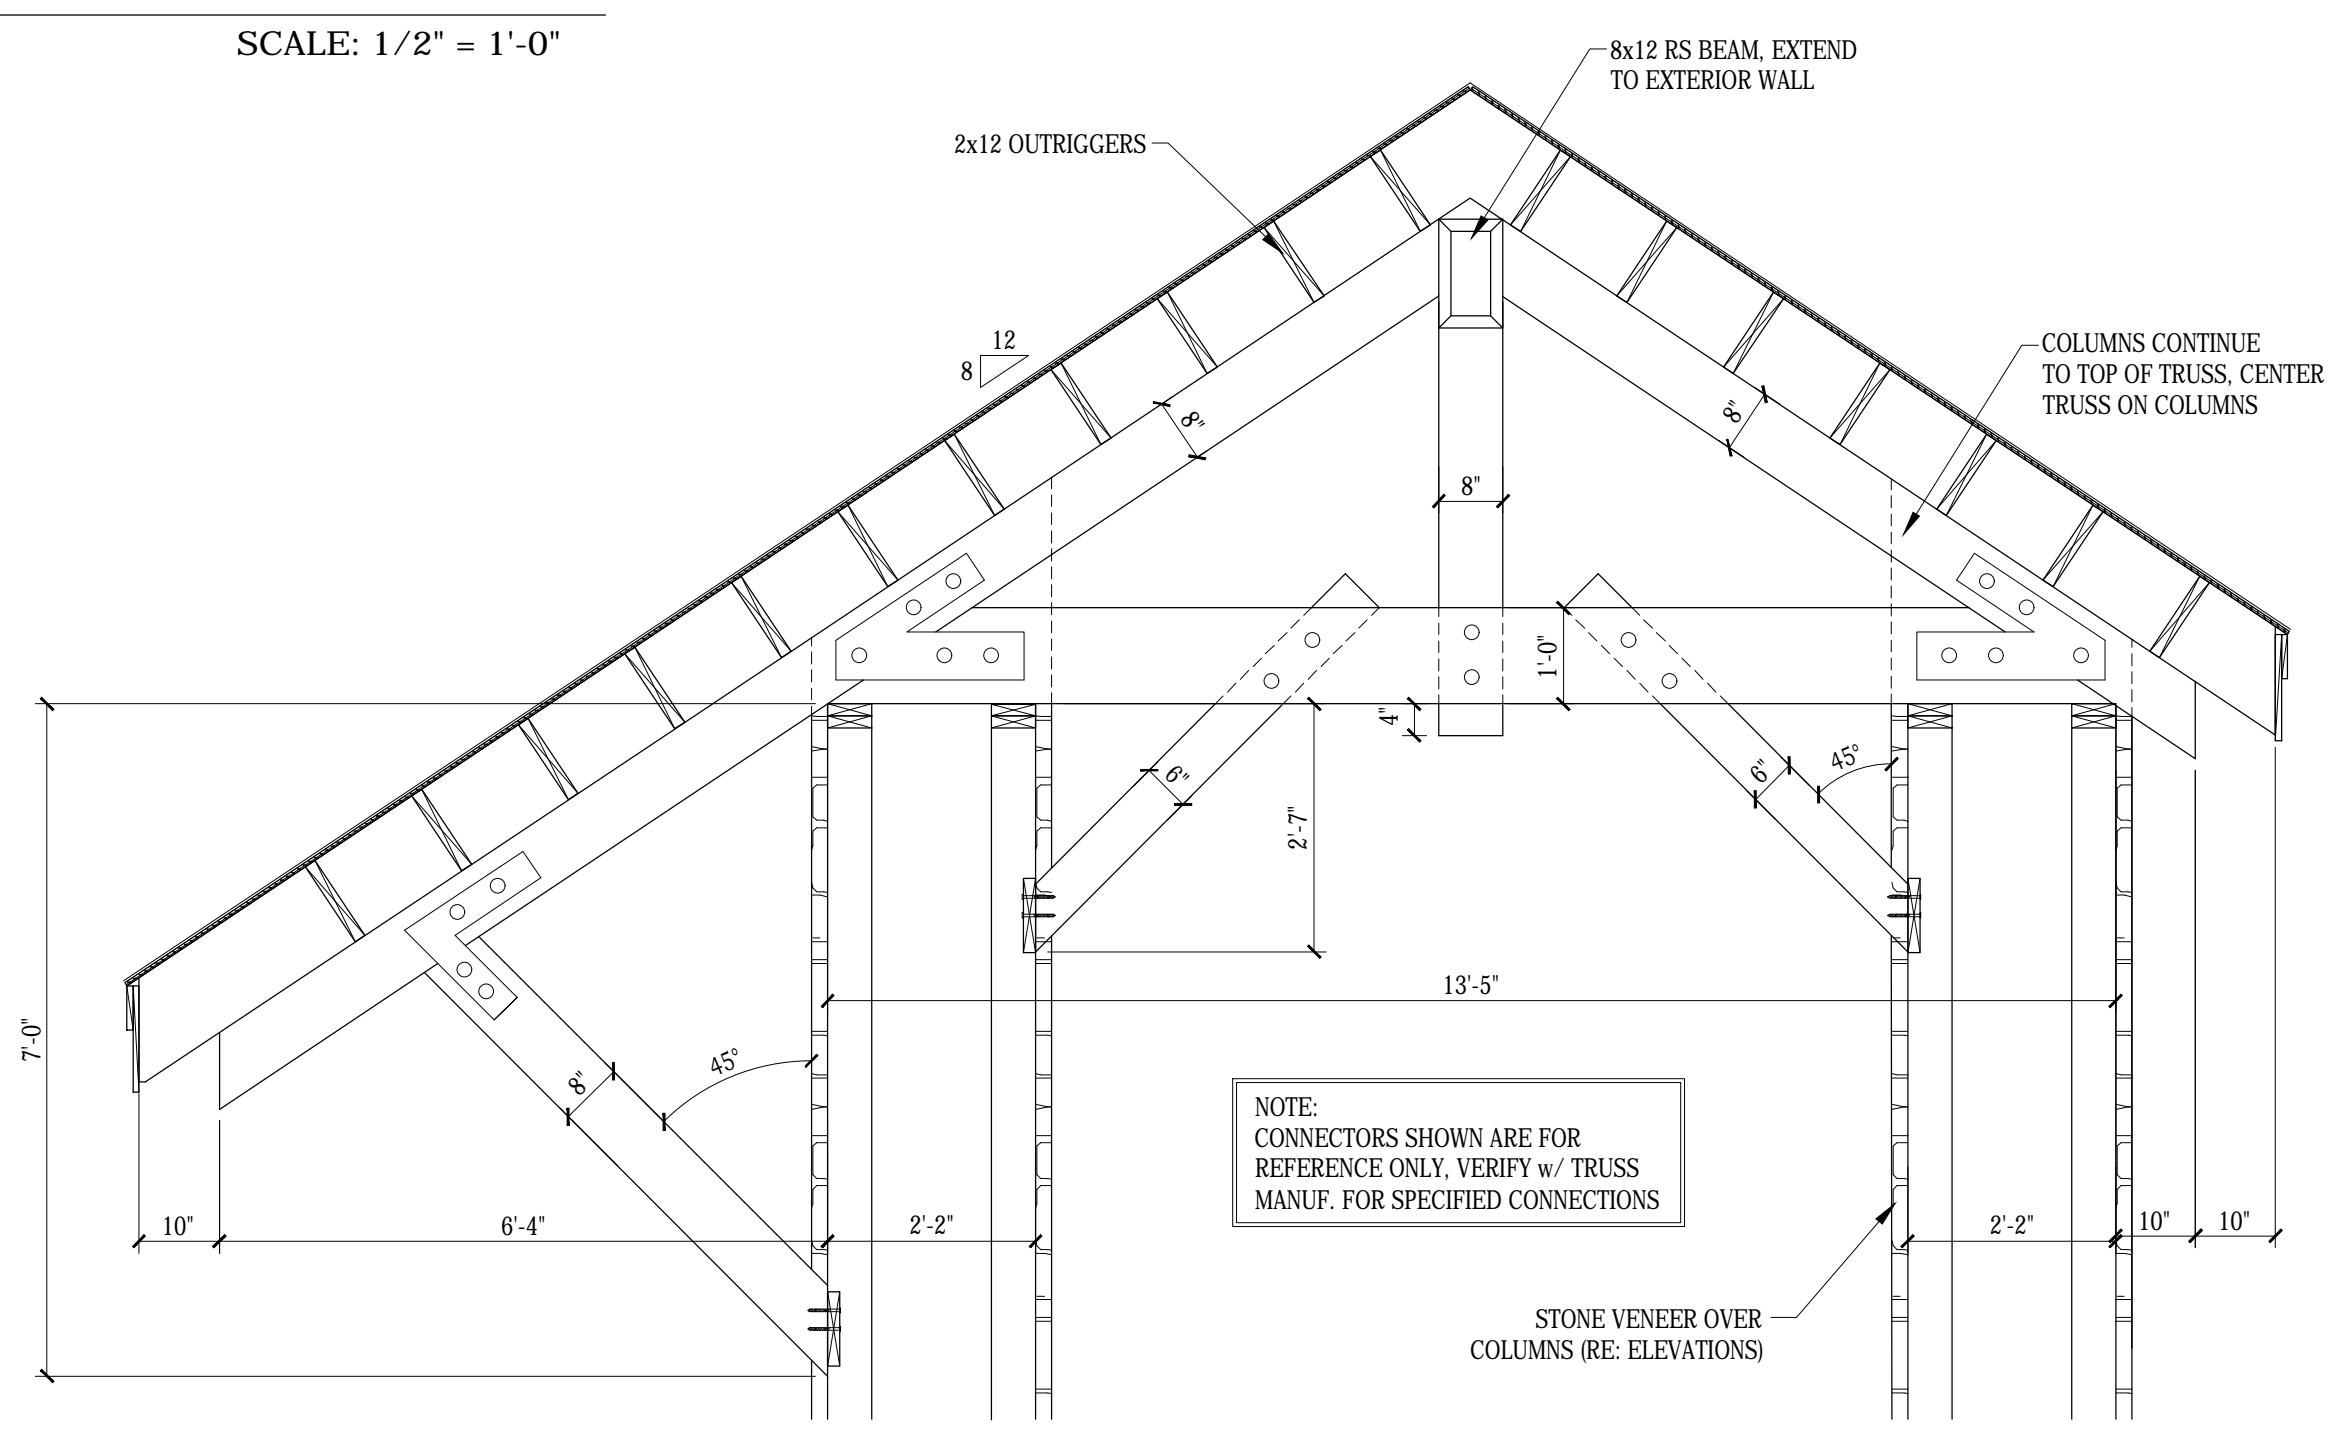 SCALE: 1/2" = 1'-0"
8x12 RS BEAM, EXTEND
TO EXTERIOR WALL
2x12 OUTRIGGERS
12
8
COLUMNS CONTINUE
TO TOP OF TRUSS, CENTER
TRUSS ON COLUMNS
8"
8"
8"
1'-0"
4"
6"
6"
45°
2'-7"
13'-5"
7'-0"
8"
45°
NOTE:
CONNECTORS SHOWN ARE FOR
REFERENCE ONLY, VERIFY w/ TRUSS
MANUF. FOR SPECIFIED CONNECTIONS
10"
6'-4"
2'-2"
2'-2"
10"
10"
STONE VENEER OVER
COLUMNS (RE: ELEVATIONS)